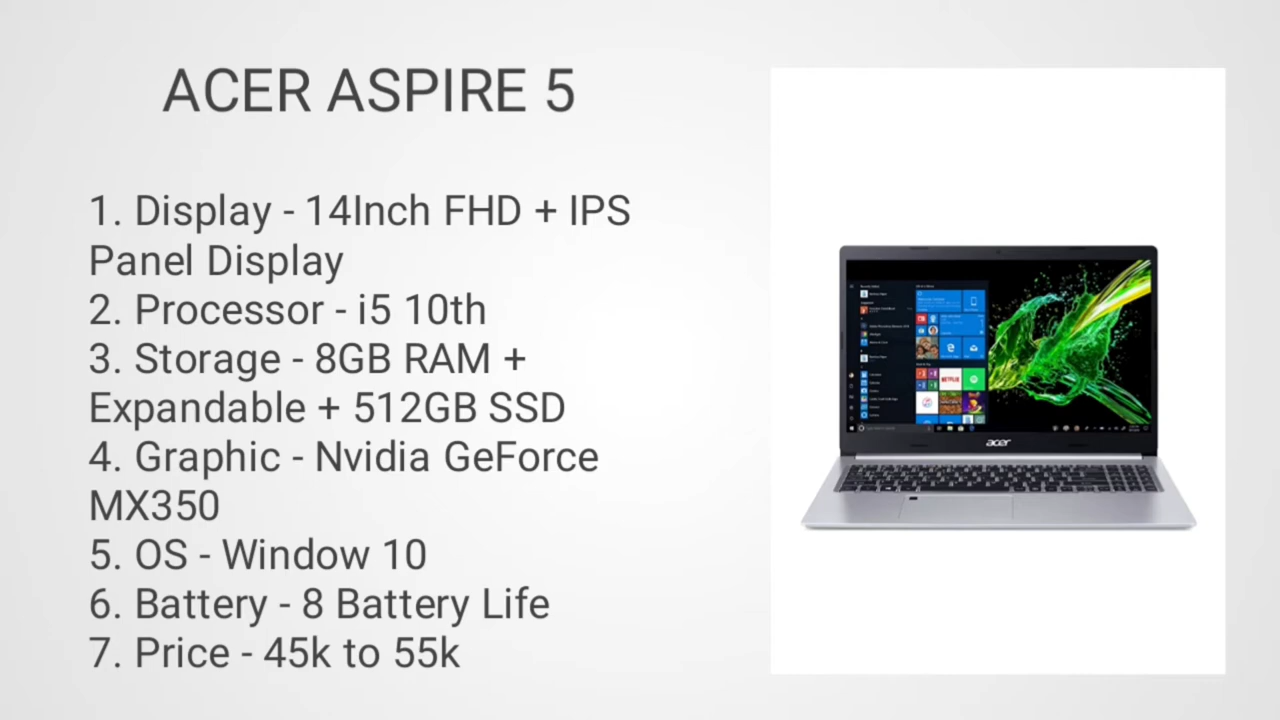 ACER ASPIRE 5
1. Display - 14Inch FHD + IPS
Panel Display
2. Processor - i5 10th
3. Storage - 8GB RAM +
Expandable + 512GB SSD
4. Graphic - Nvidia GeForce
MX350
5. OS - Window 10
6. Battery - 8 Battery Life
7. Price - 45k to 55k
NETFLIX
acer